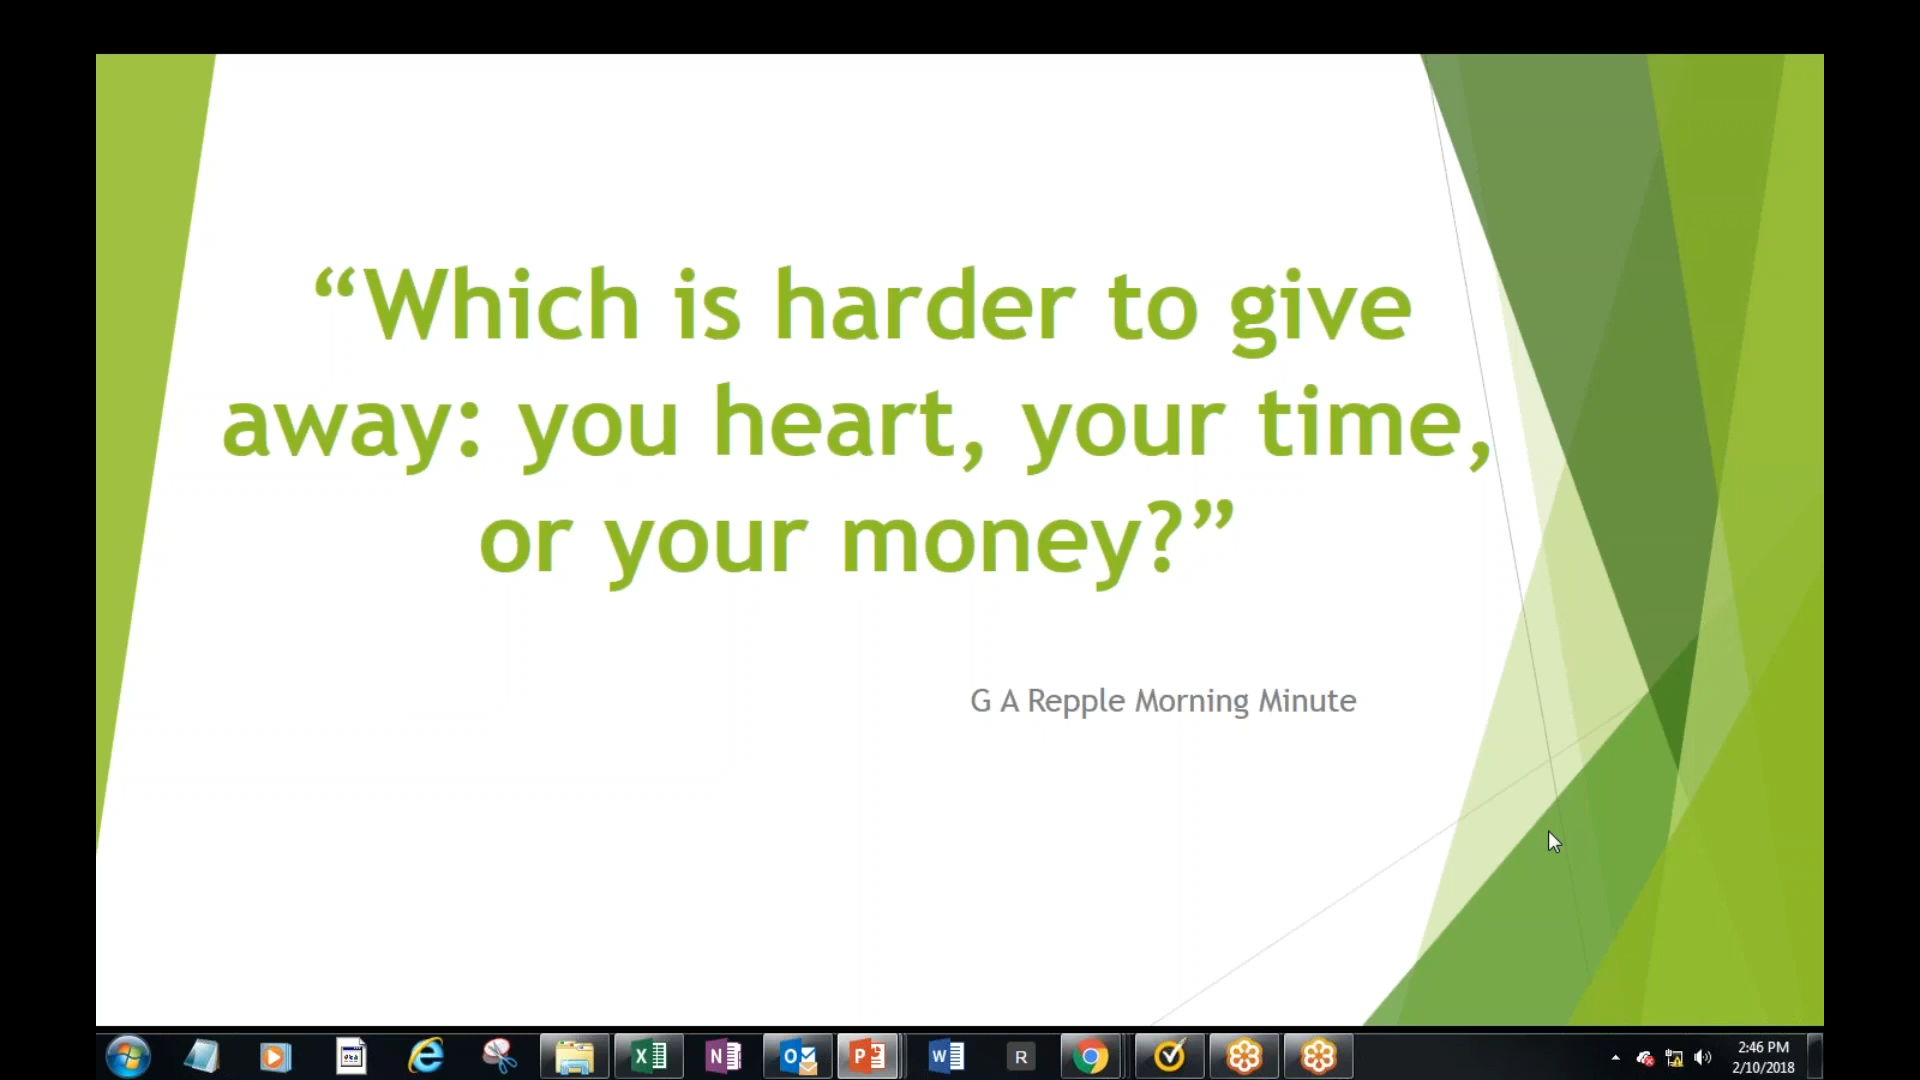 “Which is harder to give
away: you heart, your time,
or your money?”
G A Repple Morning Minute
R
2:46 PM
2/10/2018